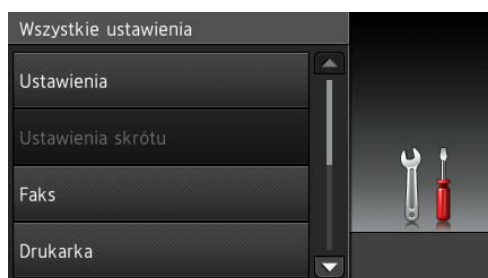 Wszystkie ustawienia
Ustawienia
Ustawienia skrótu
Faks
Drukarka